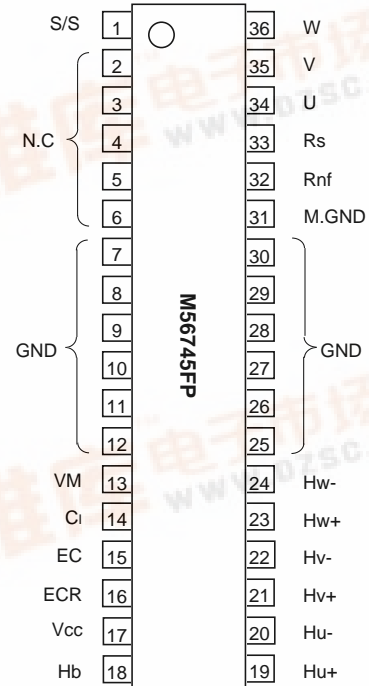 S/S 1 36 W
2 35 V
3 34 U
N.C 4 33 Rs
5 32 Rnf
6 31 M.GND
7 30
8 29
9 28
GND 10 27 GND
11 26
12 25
M56745FP
VM 13 24 Hw-
CI 14 23 Hw+
EC 15 22 Hv-
ECR 16 21 Hv+
Vcc 17 20 Hu-
Hb 18 19 Hu+